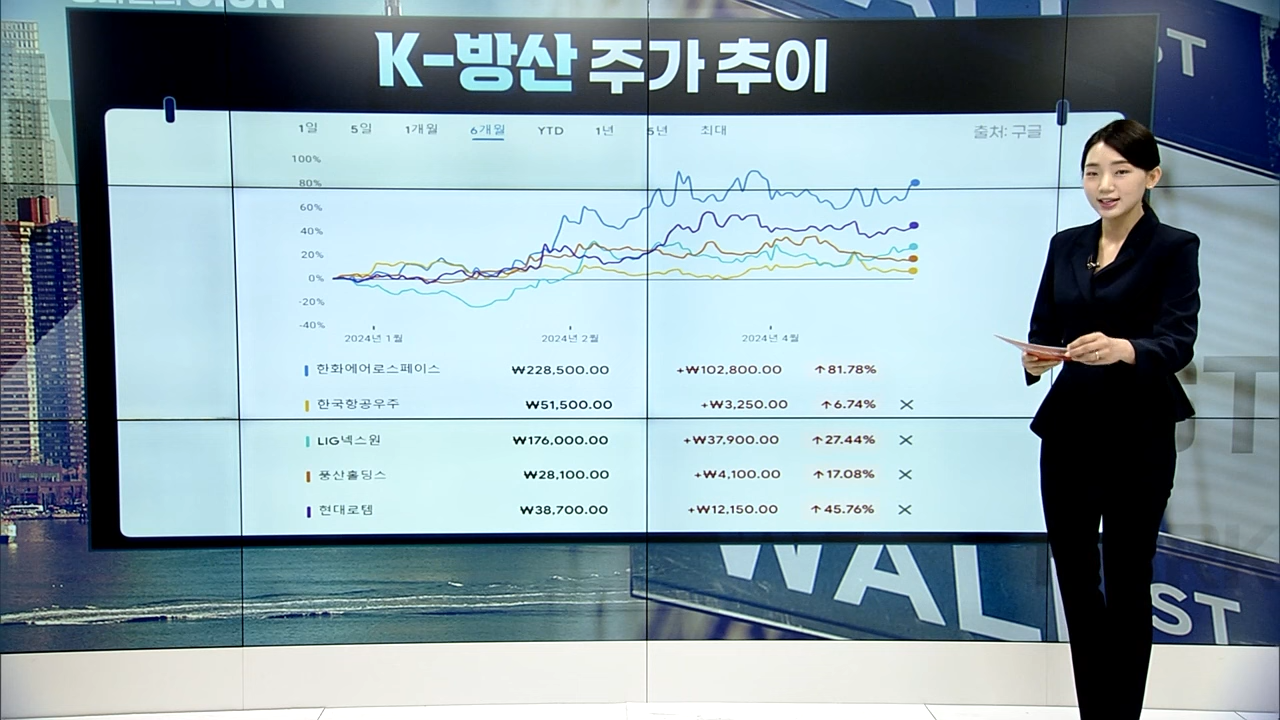 K-방산 주가 추이
1일 5일 1개월 6개월 YTD 1년 5년 최대
출처: 구글
100%
80%
60%
40%
20%
0%
-20%
-40%
2024년 1월 2024년 2월 2024년 4월
한화에어로스페이스 ₩228,500.00 +₩102,800.00 ↑81.78%
한국항공우주 ₩51,500.00 +₩3,250.00 ↑6.74% ×
LIG넥스원 ₩176,000.00 +₩37,900.00 ↑27.44% ×
풍산홀딩스 ₩28,100.00 +₩4,100.00 ↑17.08% ×
현대로템 ₩38,700.00 +₩12,150.00 ↑45.76% ×
WALL ST